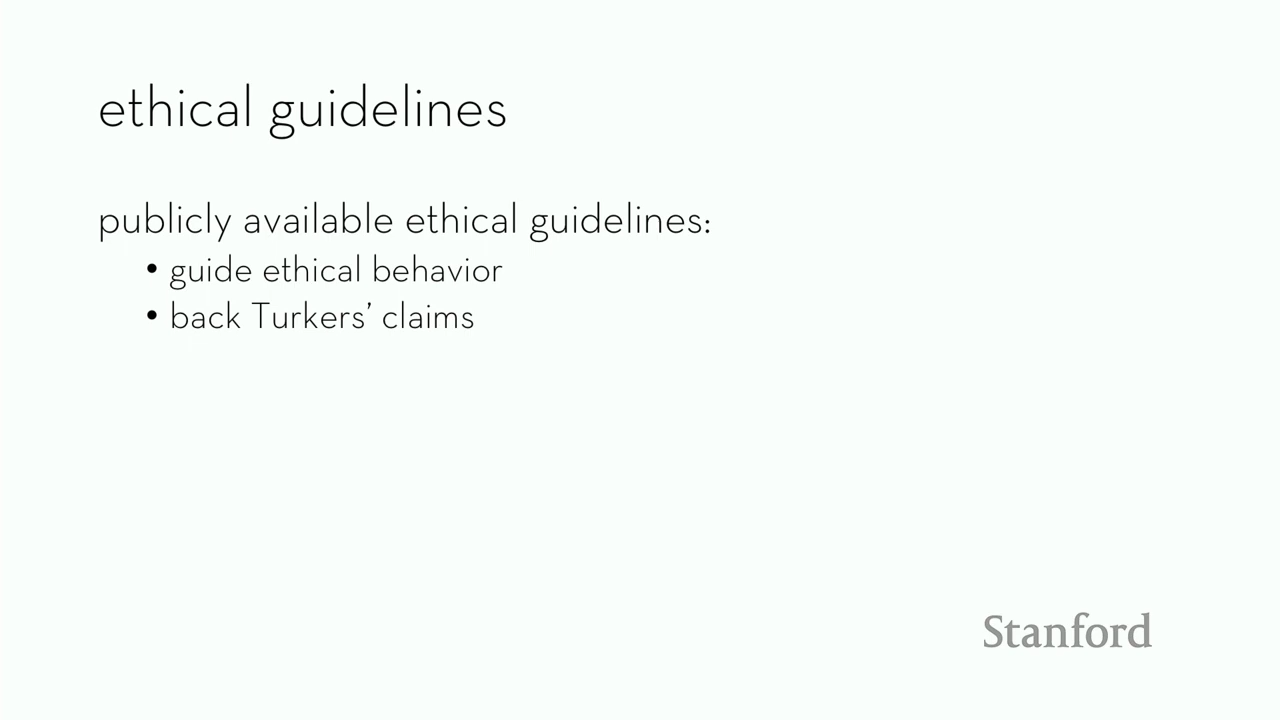 ethical guidelines
publicly available ethical guidelines:
• guide ethical behavior
• back Turkers’ claims
Stanford